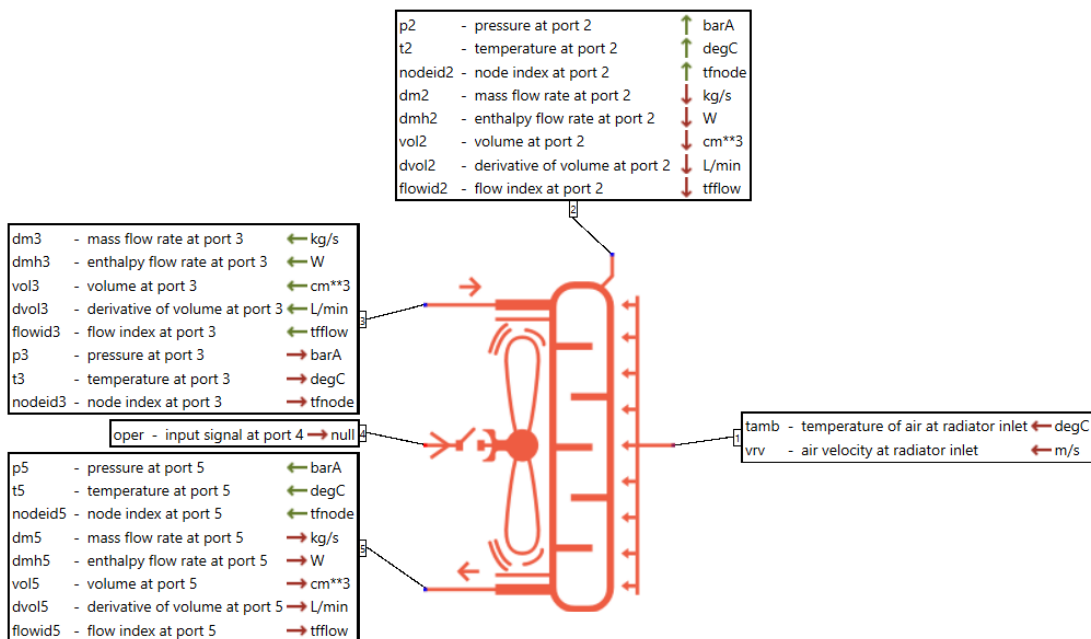 p2 - pressure at port 2 ↑ barA
t2 - temperature at port 2 ↑ degC
nodeid2 - node index at port 2 ↑ tfnode
dm2 - mass flow rate at port 2 ↓ kg/s
dmh2 - enthalpy flow rate at port 2 ↓ W
vol2 - volume at port 2 ↓ cm**3
dvol2 - derivative of volume at port 2 ↓ L/min
flowid2 - flow index at port 2 ↓ tfflow
2
dm3 - mass flow rate at port 3 ← kg/s
dmh3 - enthalpy flow rate at port 3 ← W
vol3 - volume at port 3 ← cm**3
dvol3 - derivative of volume at port 3 ← L/min
flowid3 - flow index at port 3 ← tfflow
p3 - pressure at port 3 → barA
t3 - temperature at port 3 → degC
nodeid3 - node index at port 3 → tfnode
3
oper - input signal at port 4 → null
4
tamb - temperature of air at radiator inlet ← degC
vrv - air velocity at radiator inlet ← m/s
1
p5 - pressure at port 5 ← barA
t5 - temperature at port 5 ← degC
nodeid5 - node index at port 5 ← tfnode
dm5 - mass flow rate at port 5 → kg/s
dmh5 - enthalpy flow rate at port 5 → W
vol5 - volume at port 5 → cm**3
dvol5 - derivative of volume at port 5 → L/min
flowid5 - flow index at port 5 → tfflow
5